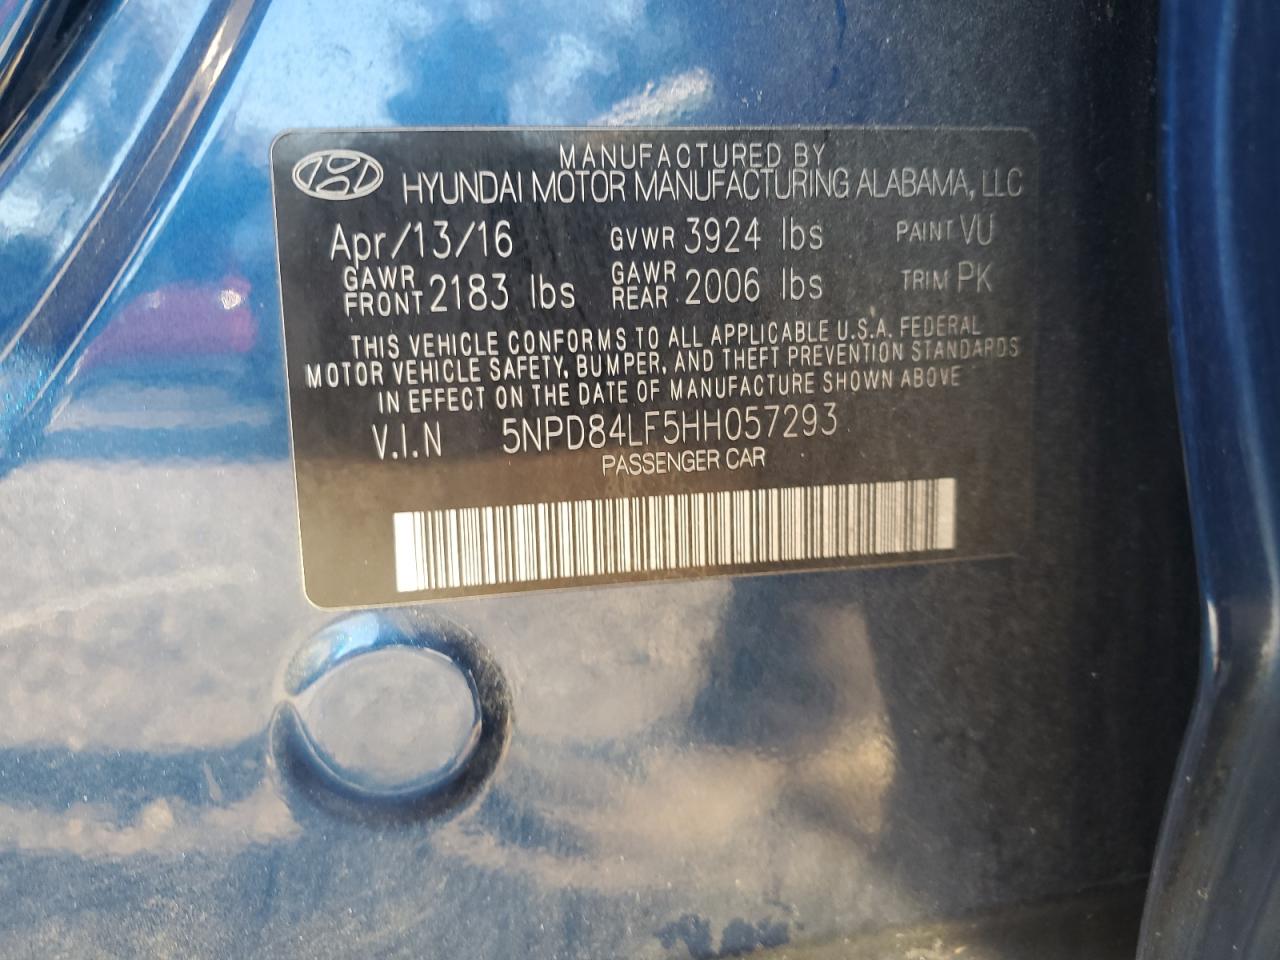 MANUFACTURED BY
HYUNDAI MOTOR MANUFACTURING ALABAMA, LLC
Apr/13/16 GVWR 3924 lbs PAINT VU
GAWR FRONT 2183 lbs GAWR REAR 2006 lbs TRIM PK
THIS VEHICLE CONFORMS TO ALL APPLICABLE U.S.A. FEDERAL
MOTOR VEHICLE SAFETY, BUMPER, AND THEFT PREVENTION STANDARDS
IN EFFECT ON THE DATE OF MANUFACTURE SHOWN ABOVE
V.I.N 5NPD84LF5HH057293
PASSENGER CAR